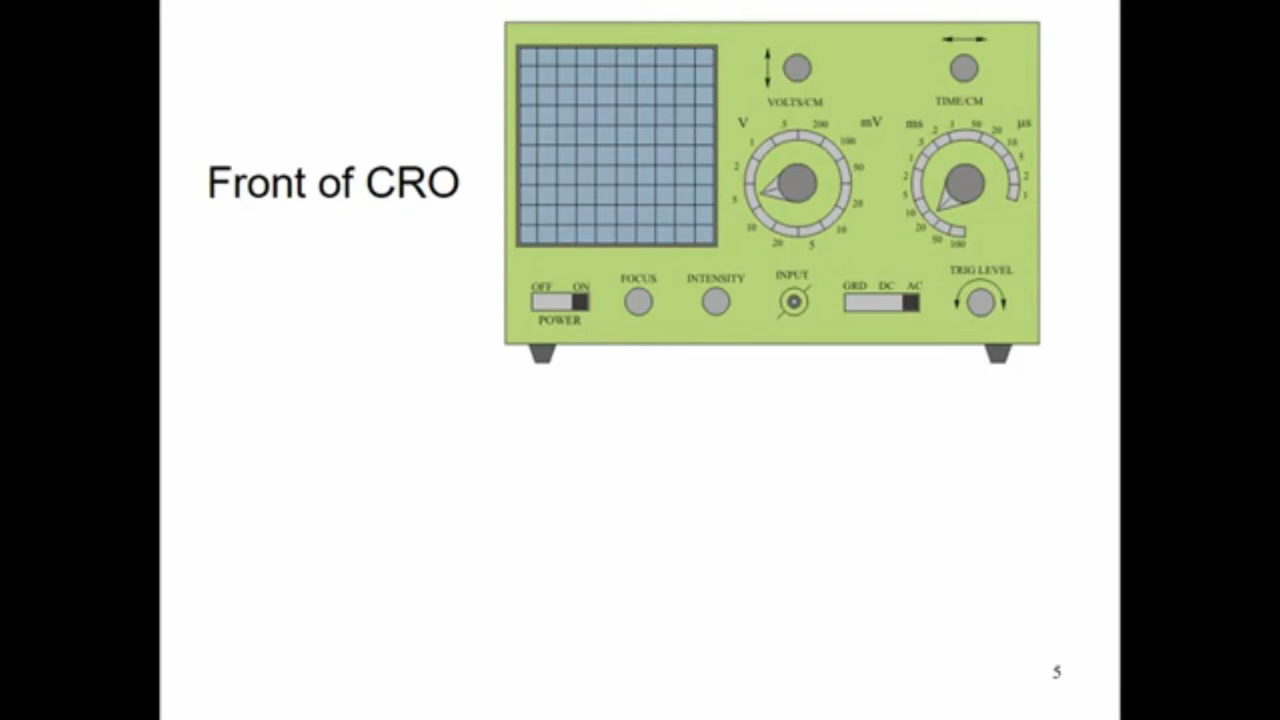 Front of CRO
VOLTS/CM
TIME/CM
V
.5
200
mV
1
100
2
50
5
20
10
10
20
5
ms
.2
.1
50
20
µs
.5
10
1
5
2
2
5
1
10
20
50
100
OFF ON
POWER
FOCUS
INTENSITY
INPUT
GRD DC AC
TRIG LEVEL
5